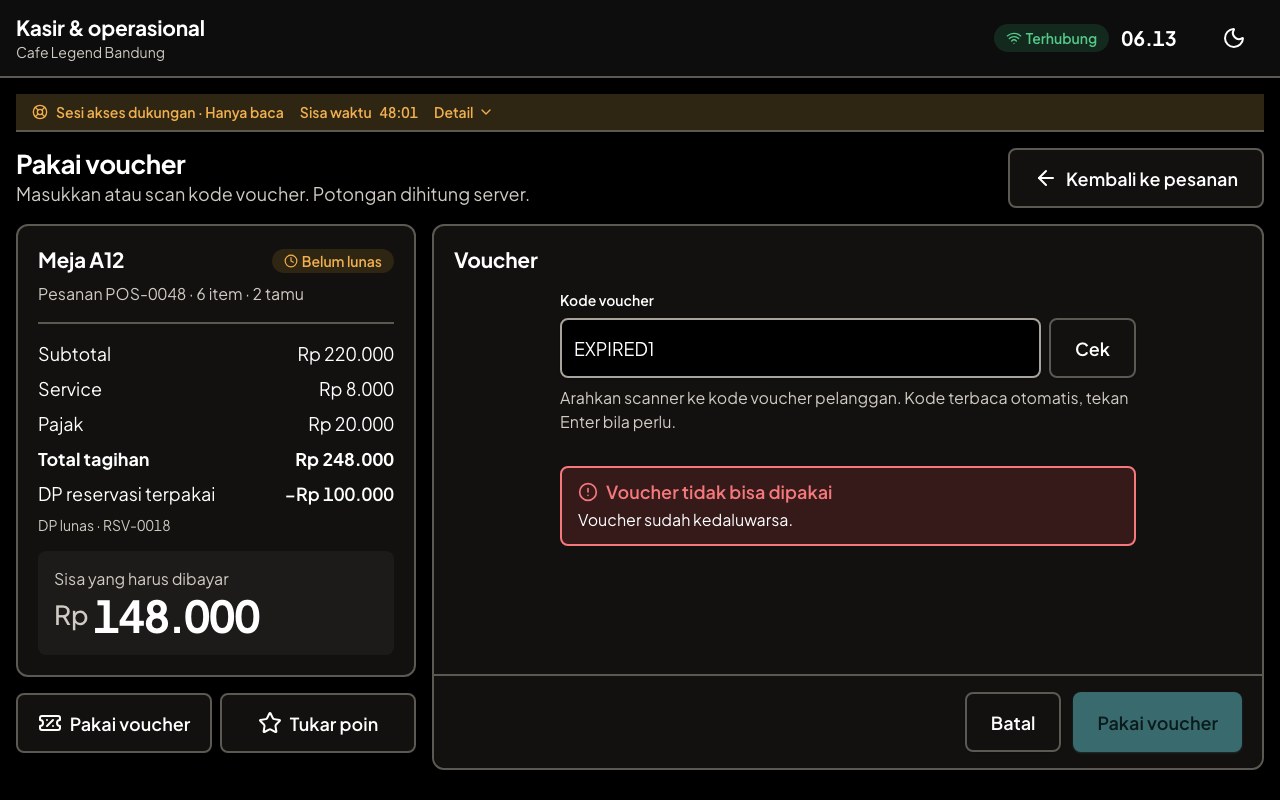 Kasir & operasional
Cafe Legend Bandung
Terhubung
06.13
Sesi akses dukungan · Hanya baca Sisa waktu 48:01 Detail
Pakai voucher
Masukkan atau scan kode voucher. Potongan dihitung server.
Kembali ke pesanan
Meja A12
Belum lunas
Pesanan POS-0048 · 6 item · 2 tamu
Subtotal Rp 220.000
Service Rp 8.000
Pajak Rp 20.000
Total tagihan Rp 248.000
DP reservasi terpakai −Rp 100.000
DP lunas · RSV-0018
Sisa yang harus dibayar
Rp 148.000
Pakai voucher
Tukar poin
Voucher
Kode voucher
EXPIRED1
Cek
Arahkan scanner ke kode voucher pelanggan. Kode terbaca otomatis, tekan
Enter bila perlu.
Voucher tidak bisa dipakai
Voucher sudah kedaluwarsa.
Batal
Pakai voucher